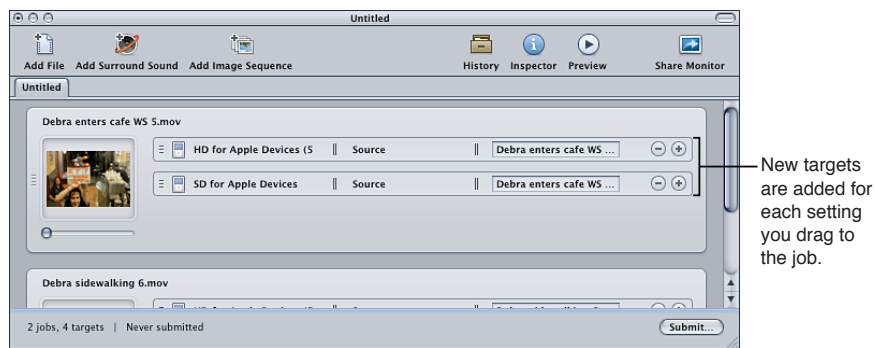 Untitled
Add File Add Surround Sound Add Image Sequence History Inspector Preview Share Monitor
Untitled
Debra enters cafe WS 5.mov
HD for Apple Devices (5 Source Debra enters cafe WS ...
SD for Apple Devices Source Debra enters cafe WS ...
New targets
are added for
each setting
you drag to
the job.
Debra sidewalking 6.mov
2 jobs, 4 targets | Never submitted Submit...